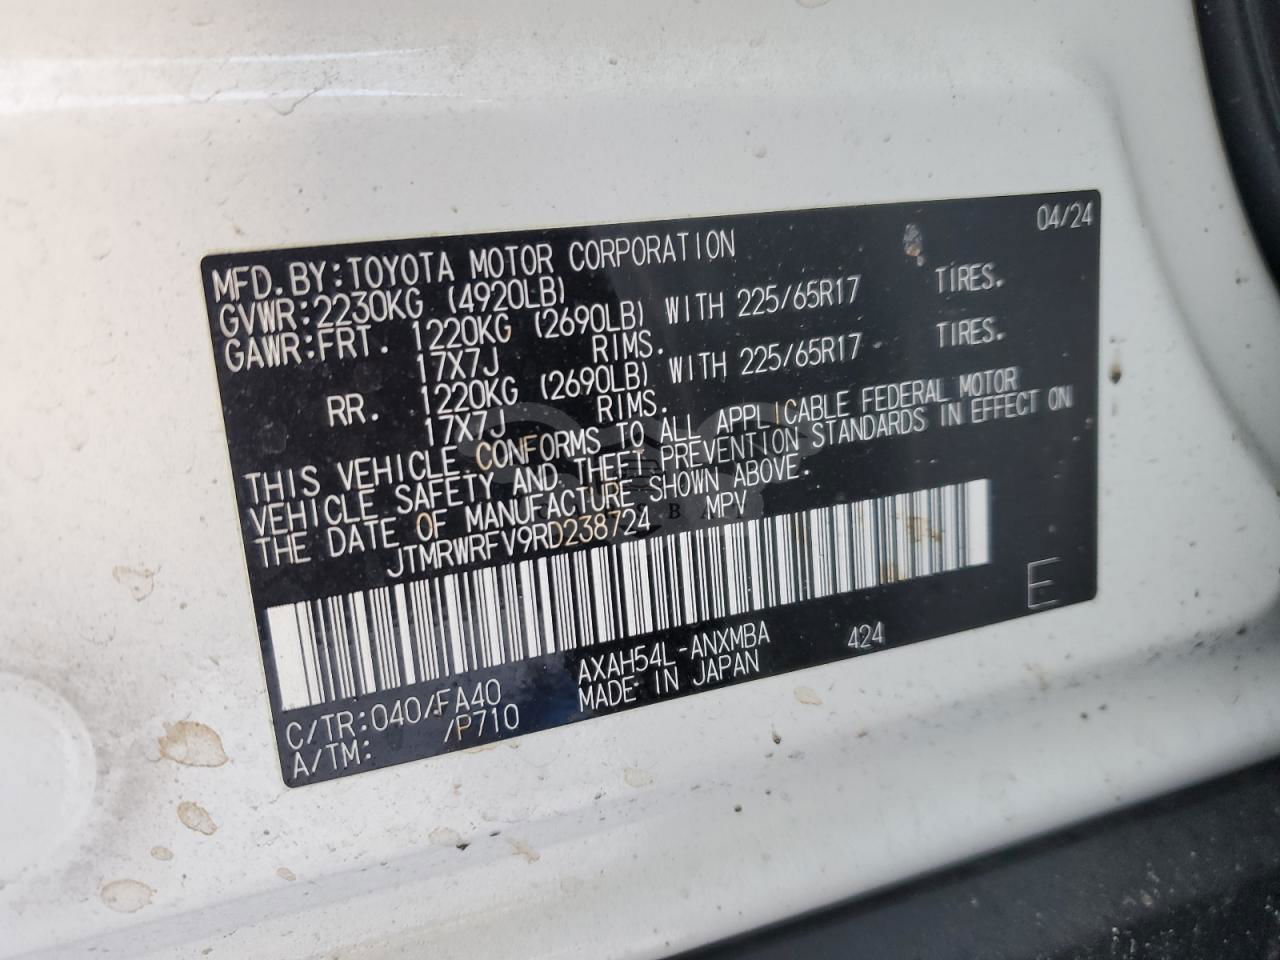 04/24
MFD. BY: TOYOTA MOTOR CORPORATION
GVWR: 2230KG (4920LB)
GAWR: FRT. 1220KG (2690LB) WITH 225/65R17 TIRES.
17X7J RIMS.
RR. 1220KG (2690LB) WITH 225/65R17 TIRES.
17X7J RIMS.
THIS VEHICLE CONFORMS TO ALL APPLICABLE FEDERAL MOTOR
VEHICLE SAFETY AND THEFT PREVENTION STANDARDS IN EFFECT ON
THE DATE OF MANUFACTURE SHOWN ABOVE.
JTMRWRFV9RD238724 MPV
E
C/TR: 040/FA40 AXAH54L-ANXMBA 424
A/TM: /P710 MADE: IN JAPAN